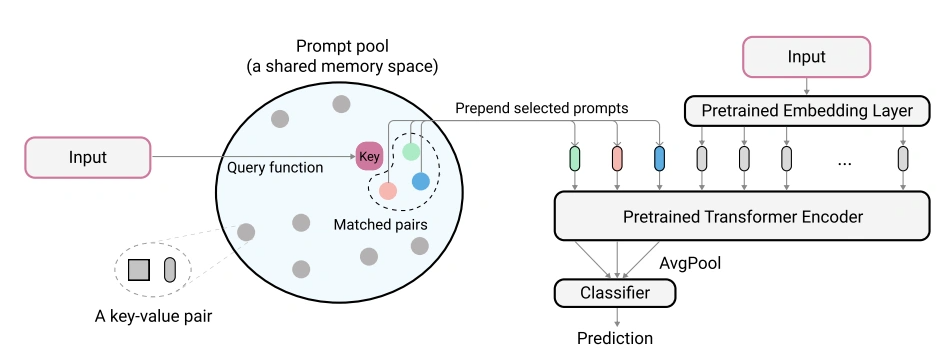 Prompt pool
(a shared memory space)
Input
Pretrained Embedding Layer
Prepend selected prompts
Input
Query function
Key
Matched pairs
...
Pretrained Transformer Encoder
AvgPool
Classifier
Prediction
A key-value pair